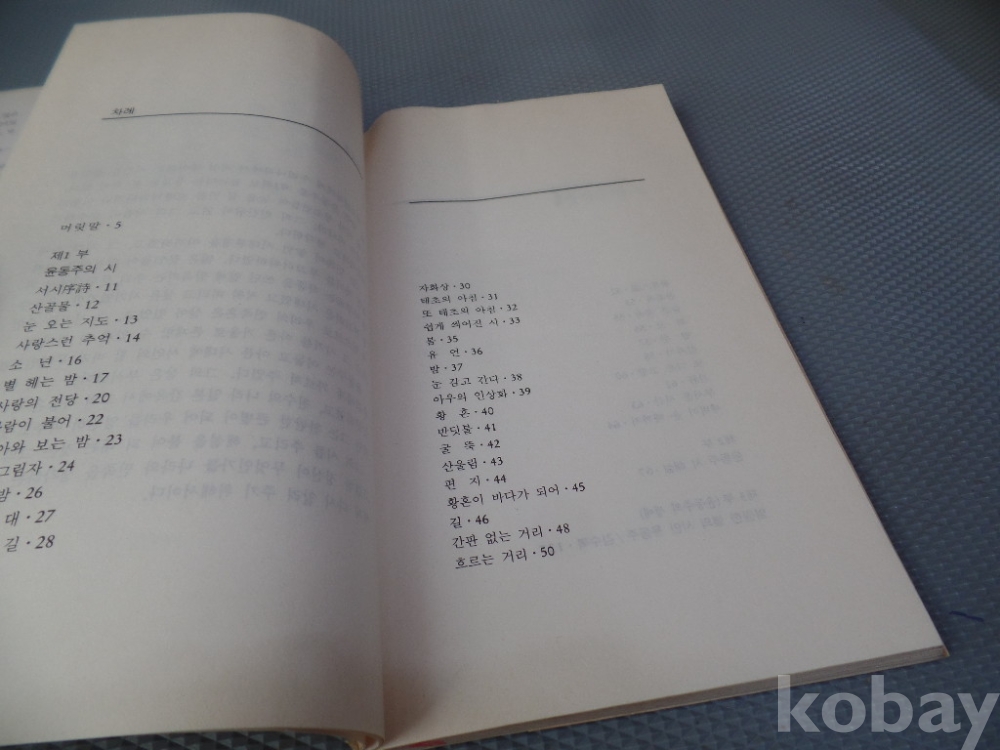 차례
머릿말·5
제1 부
윤동주의 시
서시序詩·11
산꼴물·12
눈 오는 지도·13
사랑스런 추억·14
소 년·16
별 헤는 밤·17
사랑의 전당·20
불어·22
보는 밤·23
그림자·24
밤·26
대·27
길·28
자화상·30
태초의 아침·31
또 태초의 아침·32
쉽게 씌어진 시·33
봄·35
유 언·36
밤·37
눈 감고 간다·38
아우의 인상화·39
황 혼·40
반딧불·41
굴 뚝·42
산울림·43
편 지·44
황혼이 바다가 되어·45
길·46
간판 없는 거리·48
흐르는 거리·50
kobay